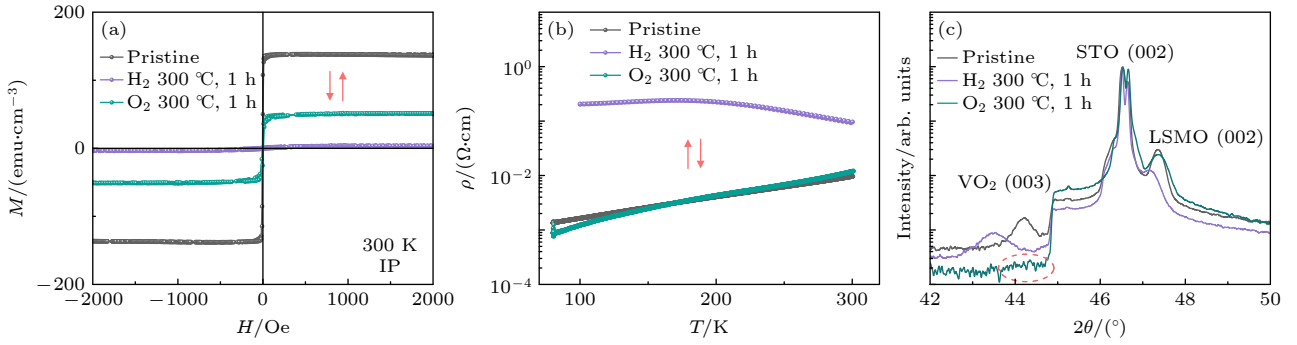 (a)
Pristine
H₂ 300 ℃, 1 h
O₂ 300 ℃, 1 h
300 K
IP
200
0
−200
−2000
−1000
0
1000
2000
M/(emu·cm⁻³)
H/Oe
(b)
Pristine
H₂ 300 ℃, 1 h
O₂ 300 ℃, 1 h
10⁰
10⁻²
10⁻⁴
100
200
300
ρ/(Ω·cm)
T/K
(c)
Pristine
H₂ 300 ℃, 1 h
O₂ 300 ℃, 1 h
STO (002)
LSMO (002)
VO₂ (003)
42
44
46
48
50
Intensity/arb. units
2θ/(°)